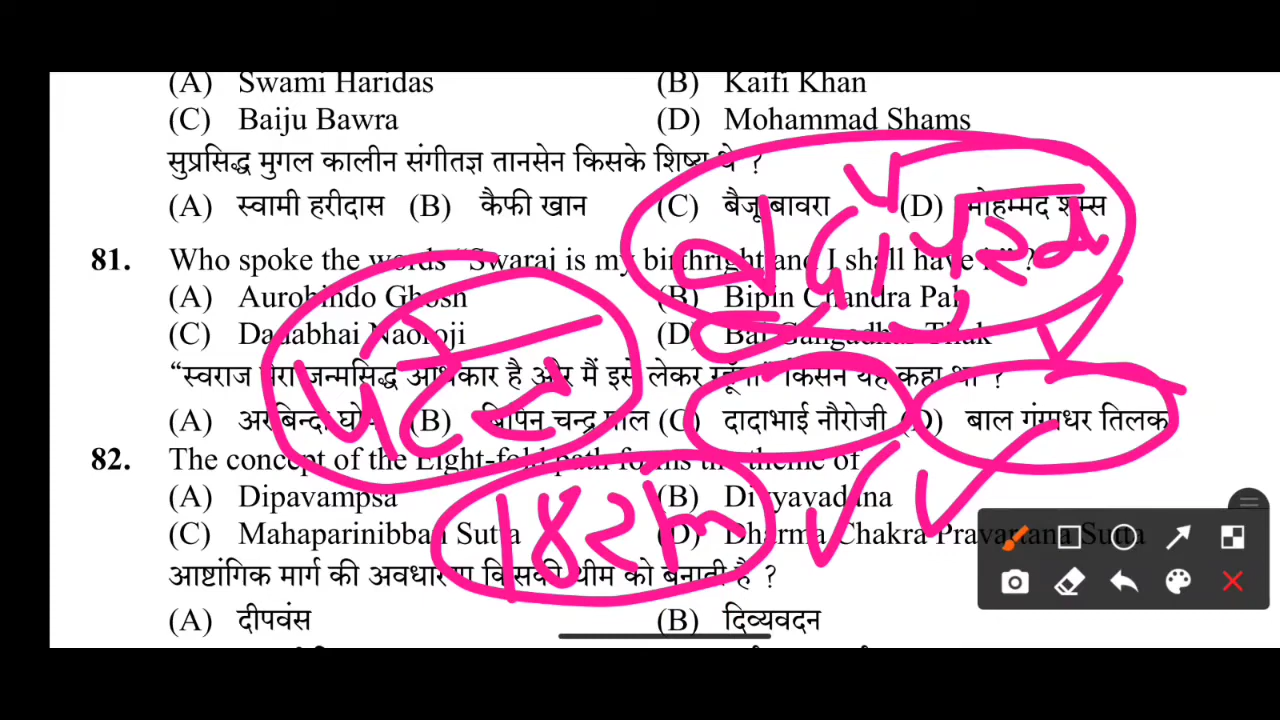 (A) Swami Haridas (B) Kaifi Khan
(C) Baiju Bawra (D) Mohammad Shams
सुप्रसिद्ध मुगल कालीन संगीतज्ञ तानसेन किसके शिष्य थे ?
(A) स्वामी हरीदास (B) कैफी खान (C) बैजू बावरा (D) मोहम्मद शम्स
81. Who spoke the words “Swaraj is my birthright and I shall have it” ?
(A) Aurobindo Ghosh (B) Bipin Chandra Pal
(C) Dadabhai Naoroji (D) Bal Gangadhar Tilak
“स्वराज मेरा जन्मसिद्ध अधिकार है और मैं इसे लेकर रहूँगा” किसने यह कहा था ?
(A) अरबिन्दो घोष (B) बिपिन चन्द्र पाल (C) दादाभाई नौरोजी (D) बाल गंगाधर तिलक
82. The concept of the Eight-fold path forms the theme of
(A) Dipavampsa (B) Divyavadana
(C) Mahaparinibban Sutta (D) Dharma Chakra Pravartana Sutta
आष्टांगिक मार्ग की अवधारणा किसकी थीम को बनाती है ?
(A) दीपवंस (B) दिव्यवदन
182m